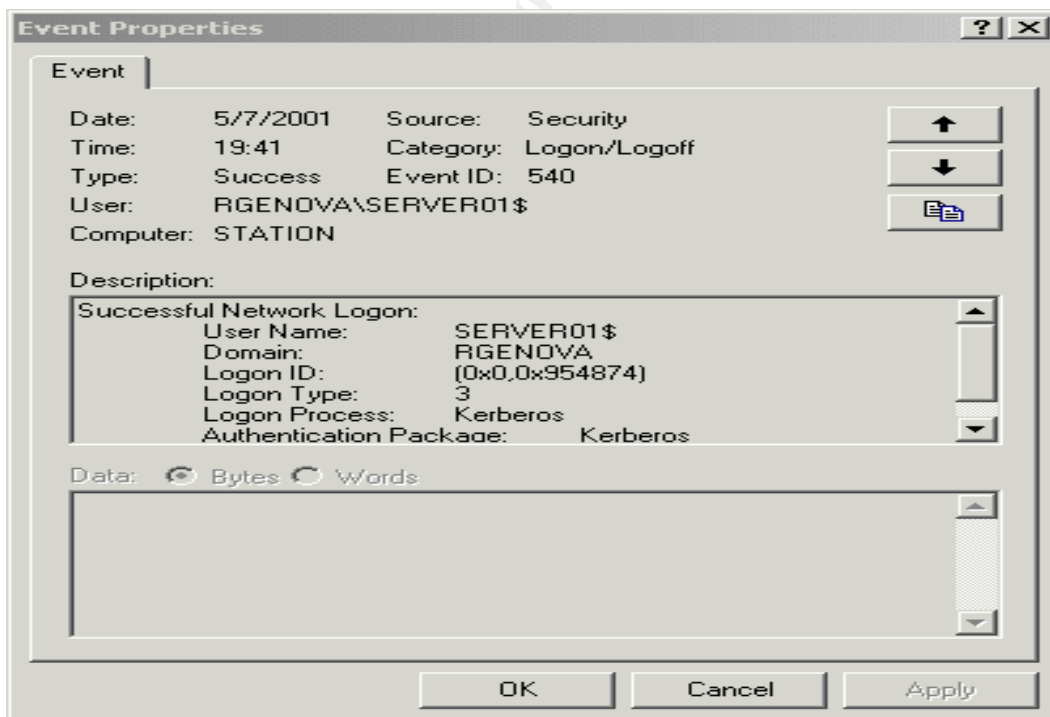 Event Properties
Event
Date: 5/7/2001 Source: Security
Time: 19:41 Category: Logon/Logoff
Type: Success Event ID: 540
User: RGENOVA\SERVER01$
Computer: STATION
Description:
Successful Network Logon:
User Name: SERVER01$
Domain: RGENOVA
Logon ID: (0x0,0x954874)
Logon Type: 3
Logon Process: Kerberos
Authentication Package: Kerberos
Data: Bytes Words
OK Cancel Apply